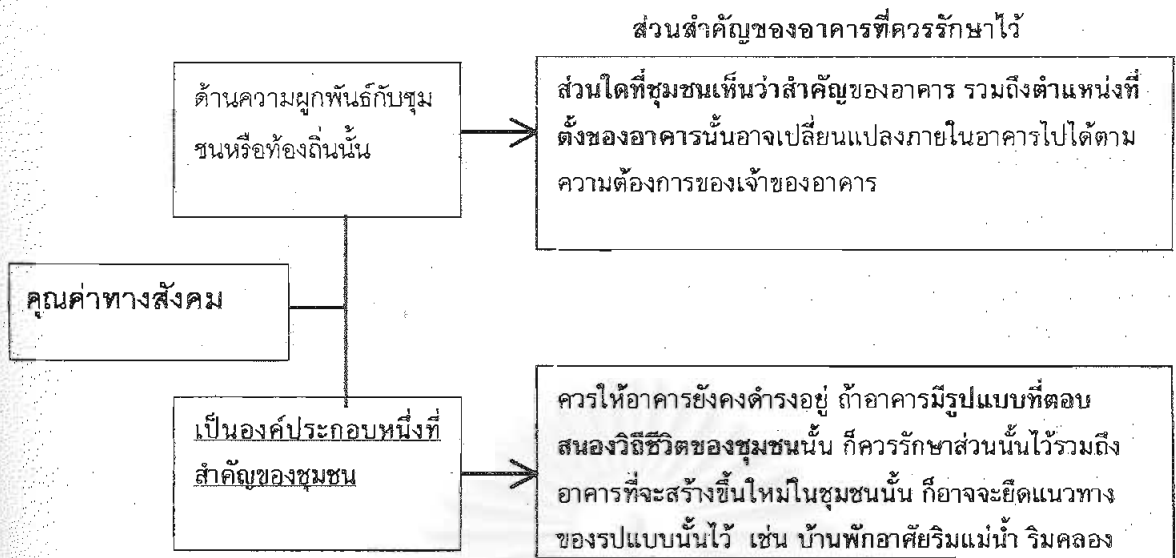 ส่วนสำคัญของอาคารที่ควรรักษาไว้
ด้านความผูกพันธ์กับชุม
ชนหรือท้องถิ่นนั้น
ส่วนใดที่ชุมชนเห็นว่าสำคัญของอาคาร รวมถึงตำแหน่งที่
ตั้งของอาคารนั้นอาจเปลี่ยนแปลงภายในอาคารไปได้ตาม
ความต้องการของเจ้าของอาคาร
คุณค่าทางสังคม
เป็นองค์ประกอบหนึ่งที่
สำคัญของชุมชน
ควรให้อาคารยังคงดำรงอยู่ ถ้าอาคารมีรูปแบบที่ตอบ
สนองวิถีชีวิตของชุมชนนั้น ก็ควรรักษาส่วนนั้นไว้รวมถึง
อาคารที่จะสร้างขึ้นใหม่ในชุมชนนั้น ก็อาจจะยึดแนวทาง
ของรูปแบบนั้นไว้ เช่น บ้านพักอาศัยริมแม่น้ำ ริมคลอง